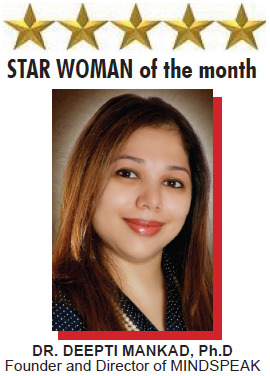 STAR WOMAN of the month
DR. DEEPTI MANKAD, Ph.D
Founder and Director of MINDSPEAK